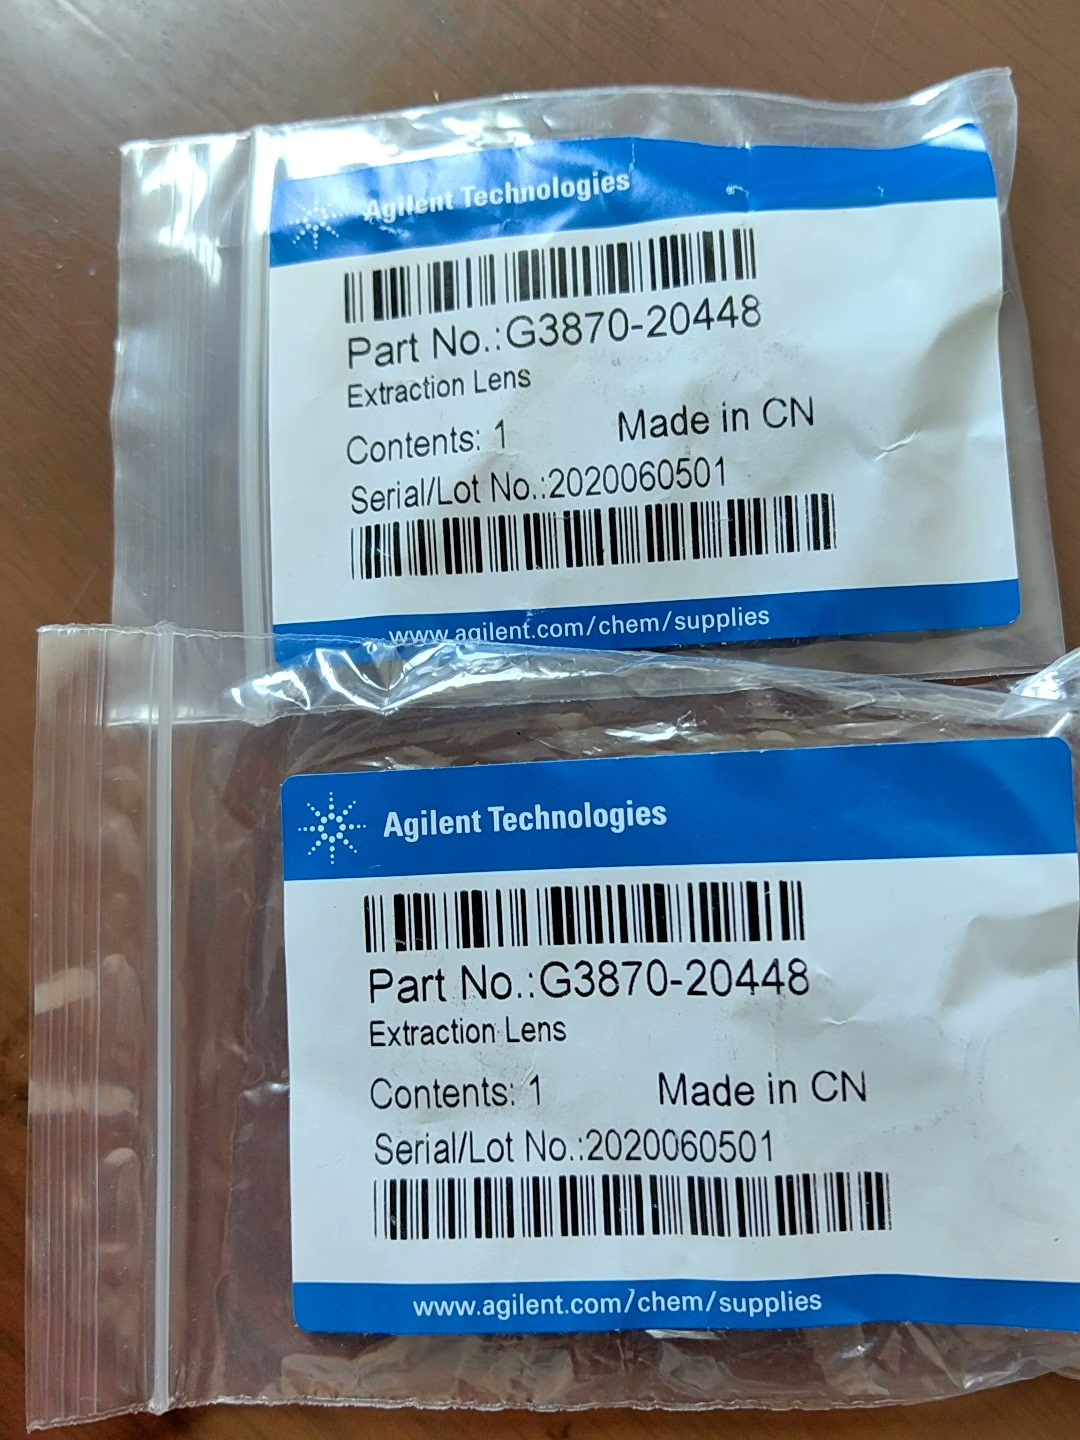 Agilent Technologies
Part No.:G3870-20448
Extraction Lens
Contents: 1 Made in CN
Serial/Lot No.:2020060501
www.agilent.com/chem/supplies
Agilent Technologies
Part No.:G3870-20448
Extraction Lens
Contents: 1 Made in CN
Serial/Lot No.:2020060501
www.agilent.com/chem/supplies